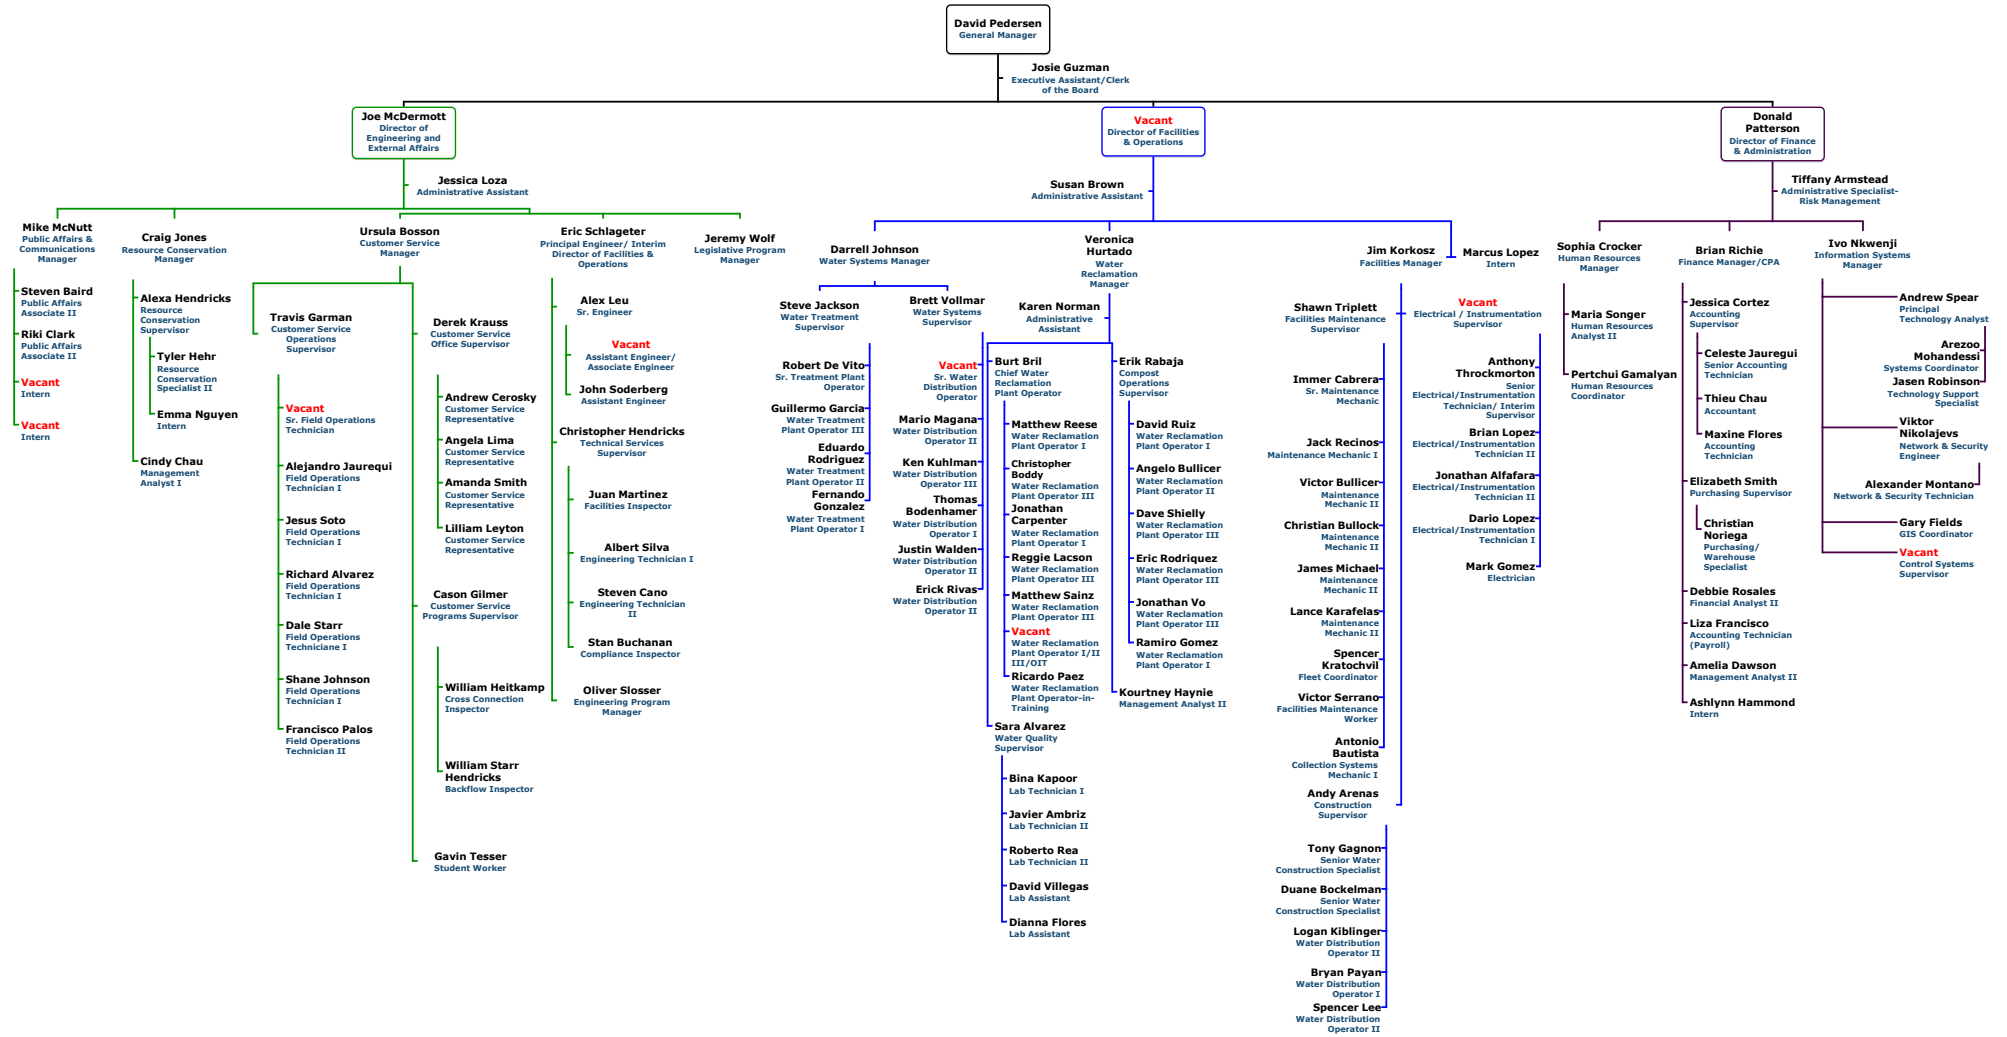 David Pedersen
General Manager
Josie Guzman
Executive Assistant/Clerk
of the Board
Joe McDermott
Director of
Engineering and
External Affairs
Jessica Loza
Administrative Assistant
Mike McNutt
Public Affairs &
Communications
Manager
Steven Baird
Public Affairs
Associate II
Riki Clark
Public Affairs
Associate II
Vacant
Intern
Vacant
Intern
Craig Jones
Resource Conservation
Manager
Alexa Hendricks
Resource
Conservation
Supervisor
Tyler Hehr
Resource
Conservation
Specialist II
Emma Nguyen
Intern
Cindy Chau
Management
Analyst I
Ursula Bosson
Customer Service
Manager
Travis Garman
Customer Service
Operations
Supervisor
Vacant
Sr. Field Operations
Technician
Alejandro Jaurequi
Field Operations
Technician I
Jesus Soto
Field Operations
Technician I
Richard Alvarez
Field Operations
Technician I
Dale Starr
Field Operations
Techniciane I
Shane Johnson
Field Operations
Technician I
Francisco Palos
Field Operations
Technician II
Derek Krauss
Customer Service
Office Supervisor
Andrew Cerosky
Customer Service
Representative
Angela Lima
Customer Service
Representative
Amanda Smith
Customer Service
Representative
Lilliam Leyton
Customer Service
Representative
Cason Gilmer
Customer Service
Programs Supervisor
William Heitkamp
Cross Connection
Inspector
William Starr
Hendricks
Backflow Inspector
Gavin Tesser
Student Worker
Eric Schlageter
Principal Engineer/ Interim
Director of Facilities &
Operations
Alex Leu
Sr. Engineer
Vacant
Assistant Engineer/
Associate Engineer
John Soderberg
Assistant Engineer
Christopher Hendricks
Technical Services
Supervisor
Juan Martinez
Facilities Inspector
Albert Silva
Engineering Technician I
Steven Cano
Engineering Technician
II
Stan Buchanan
Compliance Inspector
Oliver Slosser
Engineering Program
Manager
Jeremy Wolf
Legislative Program
Manager
Vacant
Director of Facilities
& Operations
Susan Brown
Administrative Assistant
Darrell Johnson
Water Systems Manager
Steve Jackson
Water Treatment
Supervisor
Robert De Vito
Sr. Treatment Plant
Operator
Guillermo Garcia
Water Treatment
Plant Operator III
Eduardo
Rodriguez
Water Treatment
Plant Operator II
Fernando
Gonzalez
Water Treatment
Plant Operator I
Brett Vollmar
Water Systems
Supervisor
Vacant
Sr. Water
Distribution
Operator
Mario Magana
Water Distribution
Operator II
Ken Kuhlman
Water Distribution
Operator III
Thomas
Bodenhamer
Water Distribution
Operator I
Justin Walden
Water Distribution
Operator II
Erick Rivas
Water Distribution
Operator II
Veronica
Hurtado
Water
Reclamation
Manager
Karen Norman
Administrative
Assistant
Burt Bril
Chief Water
Reclamation
Plant Operator
Matthew Reese
Water Reclamation
Plant Operator I
Christopher
Boddy
Water Reclamation
Plant Operator III
Jonathan
Carpenter
Water Reclamation
Plant Operator I
Reggie Lacson
Water Reclamation
Plant Operator III
Matthew Sainz
Water Reclamation
Plant Operator III
Vacant
Water Reclamation
Plant Operator I/II
III/OIT
Ricardo Paez
Water Reclamation
Plant Operator-in-
Training
Sara Alvarez
Water Quality
Supervisor
Bina Kapoor
Lab Technician I
Javier Ambriz
Lab Technician II
Roberto Rea
Lab Technician II
David Villegas
Lab Assistant
Dianna Flores
Lab Assistant
Erik Rabaja
Compost
Operations
Supervisor
David Ruiz
Water Reclamation
Plant Operator I
Angelo Bullicer
Water Reclamation
Plant Operator II
Dave Shielly
Water Reclamation
Plant Operator III
Eric Rodriquez
Water Reclamation
Plant Operator III
Jonathan Vo
Water Reclamation
Plant Operator III
Ramiro Gomez
Water Reclamation
Plant Operator I
Kourtney Haynie
Management Analyst II
Jim Korkosz
Facilities Manager
Marcus Lopez
Intern
Shawn Triplett
Facilities Maintenance
Supervisor
Immer Cabrera
Sr. Maintenance
Mechanic
Jack Recinos
Maintenance Mechanic I
Victor Bullicer
Maintenance
Mechanic II
Christian Bullock
Maintenance
Mechanic II
James Michael
Maintenance
Mechanic II
Lance Karafelas
Maintenance
Mechanic II
Spencer
Kratochvil
Fleet Coordinator
Victor Serrano
Facilities Maintenance
Worker
Antonio
Bautista
Collection Systems
Mechanic I
Andy Arenas
Construction
Supervisor
Tony Gagnon
Senior Water
Construction Specialist
Duane Bockelman
Senior Water
Construction Specialist
Logan Kiblinger
Water Distribution
Operator II
Bryan Payan
Water Distribution
Operator I
Spencer Lee
Water Distribution
Operator II
Vacant
Electrical / Instrumentation
Supervisor
Anthony
Throckmorton
Senior
Electrical/Instrumentation
Technician/ Interim
Supervisor
Brian Lopez
Electrical/Instrumentation
Technician II
Jonathan Alfafara
Electrical/Instrumentation
Technician II
Dario Lopez
Electrical/Instrumentation
Technician I
Mark Gomez
Electrician
Donald
Patterson
Director of Finance
& Administration
Tiffany Armstead
Administrative Specialist-
Risk Management
Sophia Crocker
Human Resources
Manager
Maria Songer
Human Resources
Analyst II
Pertchui Gamalyan
Human Resources
Coordinator
Brian Richie
Finance Manager/CPA
Jessica Cortez
Accounting
Supervisor
Celeste Jauregui
Senior Accounting
Technician
Thieu Chau
Accountant
Maxine Flores
Accounting
Technician
Elizabeth Smith
Purchasing Supervisor
Christian
Noriega
Purchasing/
Warehouse
Specialist
Debbie Rosales
Financial Analyst II
Liza Francisco
Accounting Technician
(Payroll)
Amelia Dawson
Management Analyst II
Ashlynn Hammond
Intern
Ivo Nkwenji
Information Systems
Manager
Andrew Spear
Principal
Technology Analyst
Arezoo
Mohandessi
Systems Coordinator
Jasen Robinson
Technology Support
Specialist
Viktor
Nikolajevs
Network & Security
Engineer
Alexander Montano
Network & Security Technician
Gary Fields
GIS Coordinator
Vacant
Control Systems
Supervisor